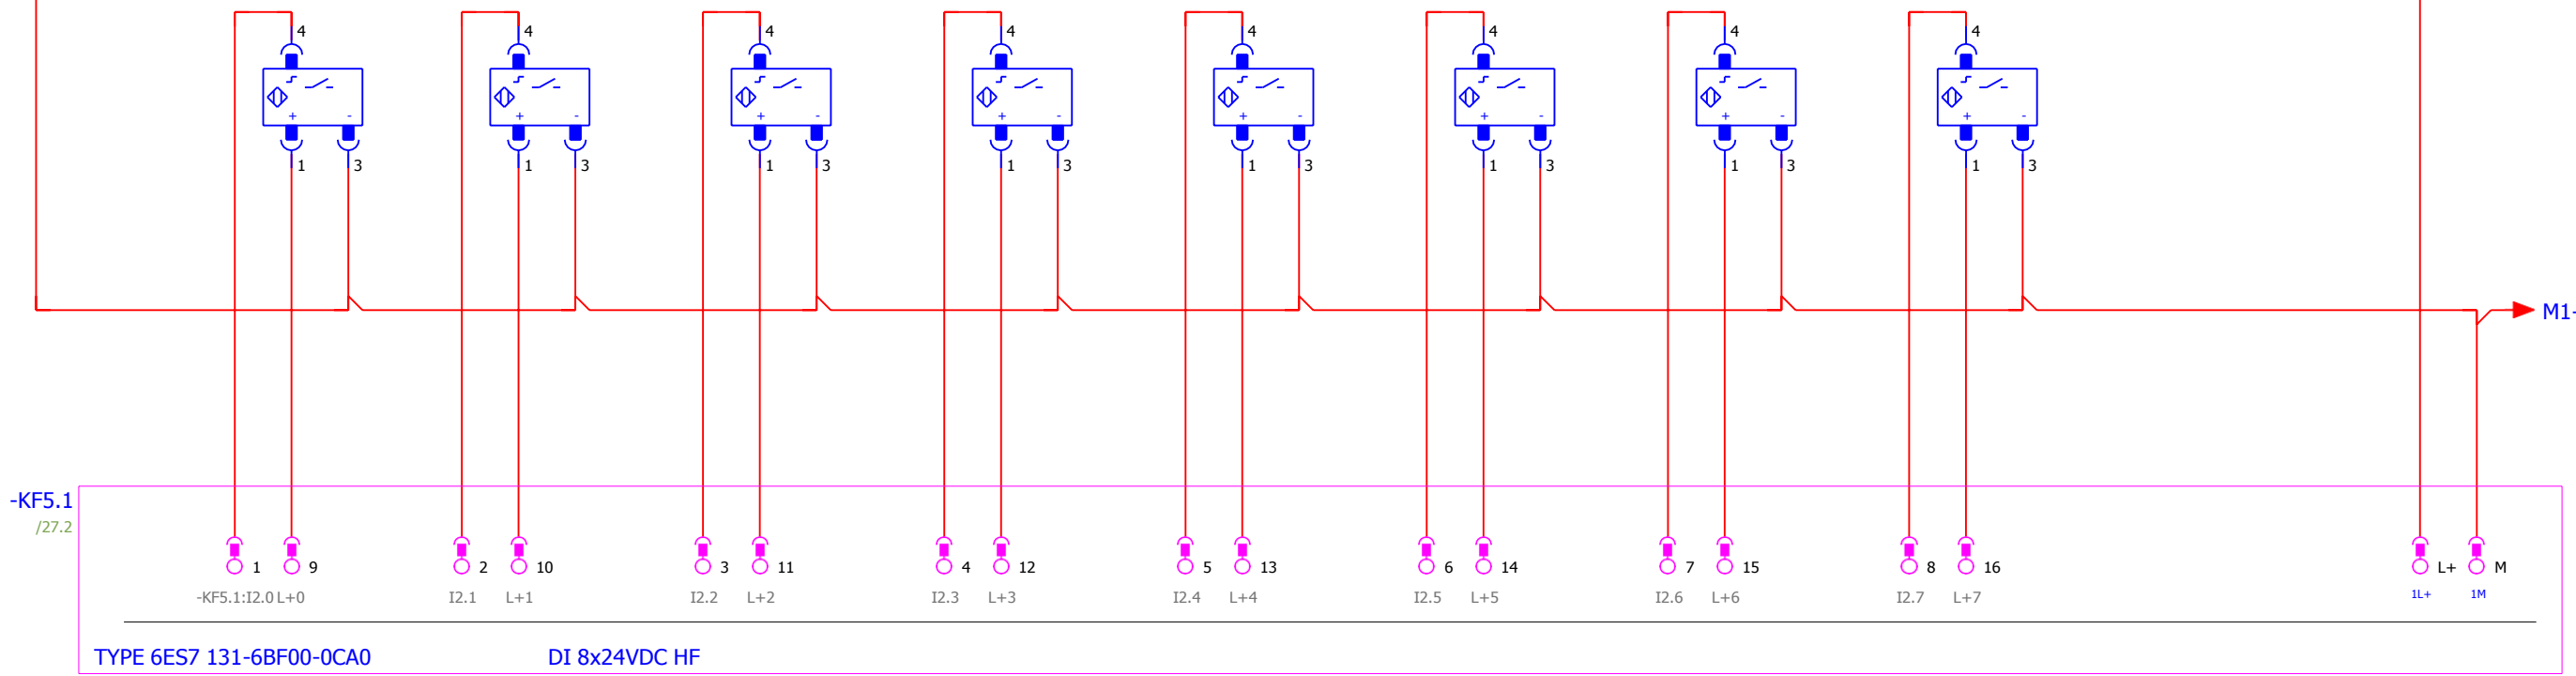 4 4 4 4 4 4 4 4
+ - + - + - + - + - + - + - + -
1 3 1 3 1 3 1 3 1 3 1 3 1 3 1 3
M1-
-KF5.1
/27.2
1 9 2 10 3 11 4 12 5 13 6 14 7 15 8 16 L+ M
-KF5.1:I2.0 L+0 I2.1 L+1 I2.2 L+2 I2.3 L+3 I2.4 L+4 I2.5 L+5 I2.6 L+6 I2.7 L+7 1L+ 1M
TYPE 6ES7 131-6BF00-0CA0 DI 8x24VDC HF